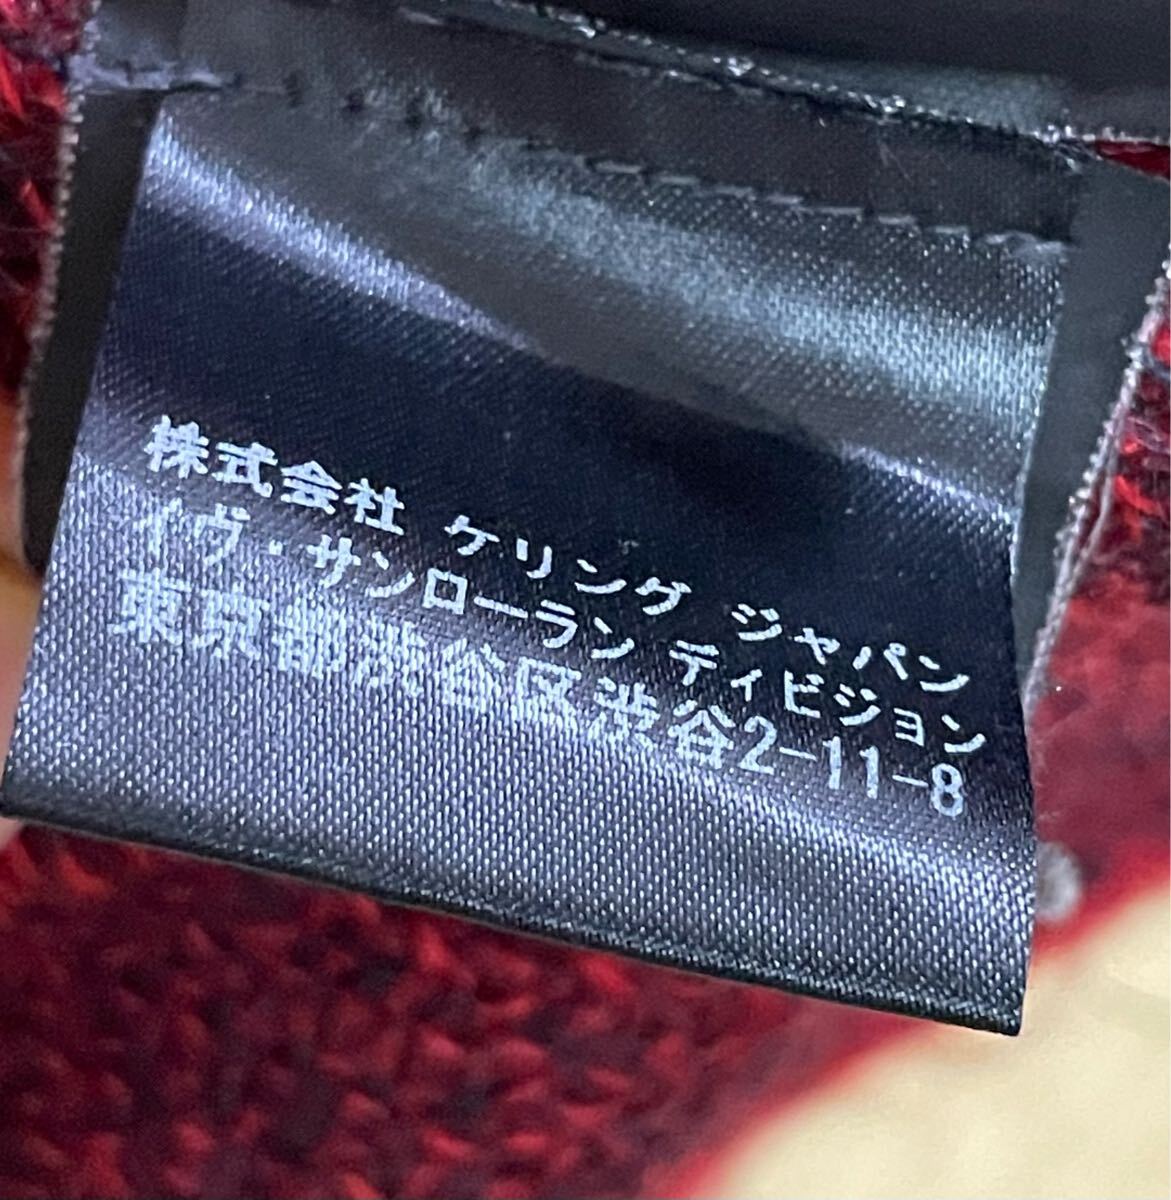 株式会社 ケリング ジャパン
イヴ・サンローラン ディビジョン
東京都渋谷区渋谷2-11-8